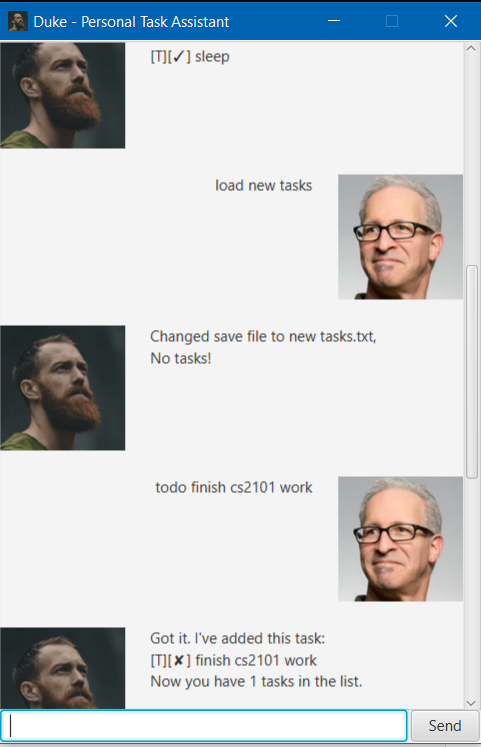 Duke - Personal Task Assistant
[T][✓] sleep
load new tasks
Changed save file to new tasks.txt,
No tasks!
todo finish cs2101 work
Got it. I've added this task:
[T][✘] finish cs2101 work
Now you have 1 tasks in the list.
Send